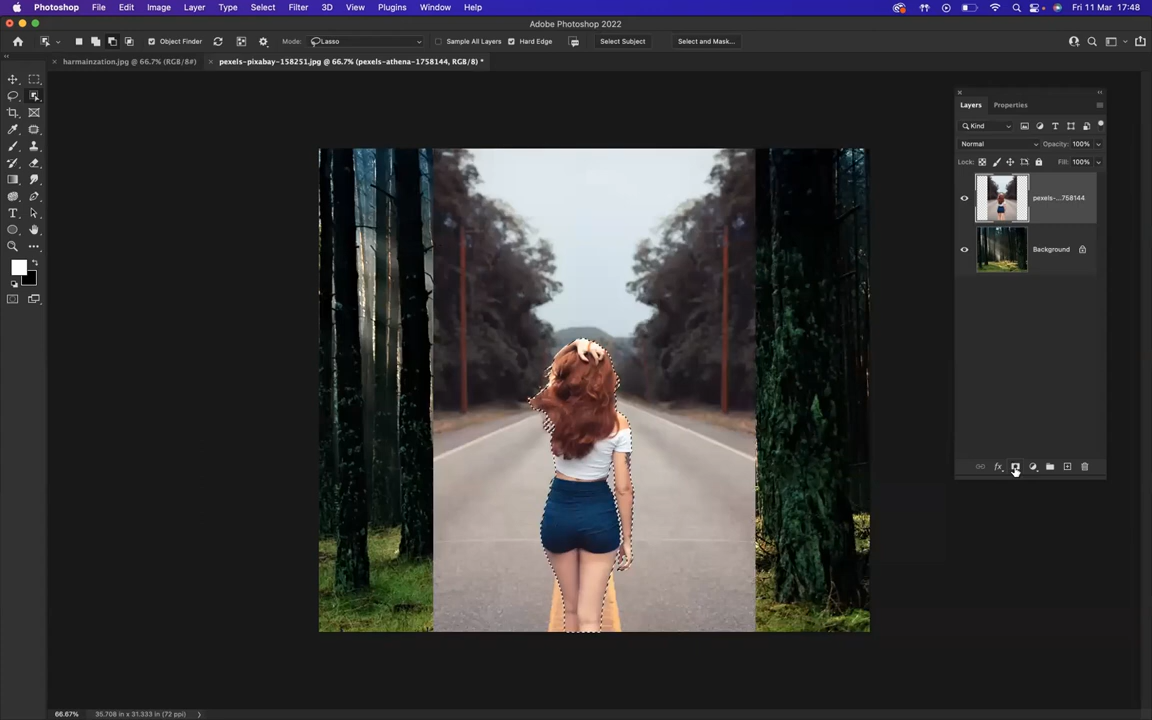 Photoshop File Edit Image Layer Type Select Filter 3D View Plugins Window Help Fri 11 Mar 17:48
Adobe Photoshop 2022
Object Finder Mode: Lasso Sample All Layers Hard Edge Select Subject Select and Mask...
harmainzation.jpg @ 66.7% (RGB/8#) pexels-pixabay-158251.jpg @ 66.7% (pexels-athena-1758144, RGB/8) *
Layers Properties
Kind
Normal Opacity: 100%
Lock: Fill: 100%
pexels-...758144
Background
fx
66.67% 35.708 in x 31.333 in (72 ppi)